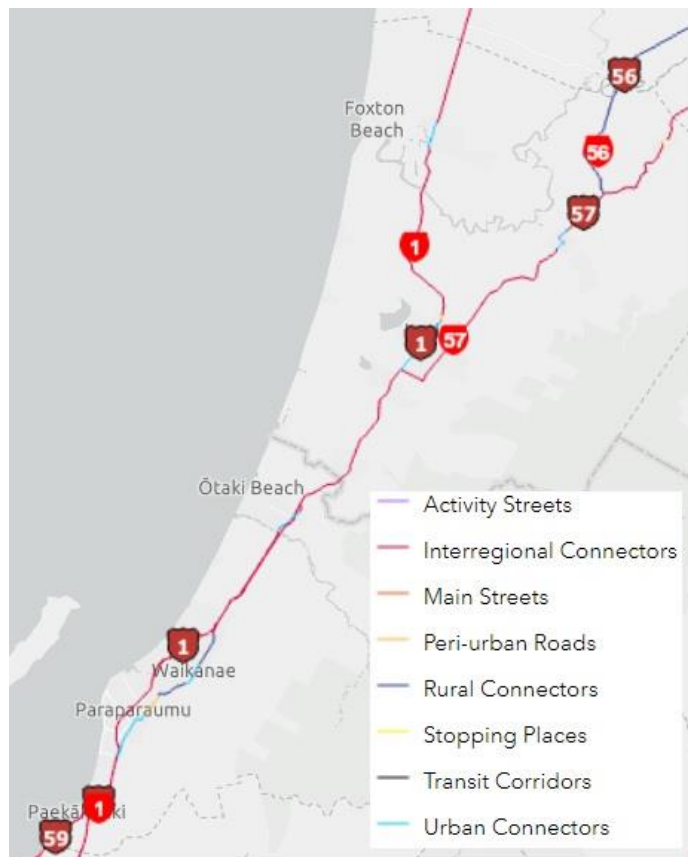 56
Foxton
Beach
56
57
1
1
57
Ōtaki Beach
Activity Streets
Interregional Connectors
Main Streets
Peri-urban Roads
1
Waikanae
Rural Connectors
Paraparaumu
Stopping Places
Transit Corridors
1
59
Urban Connectors